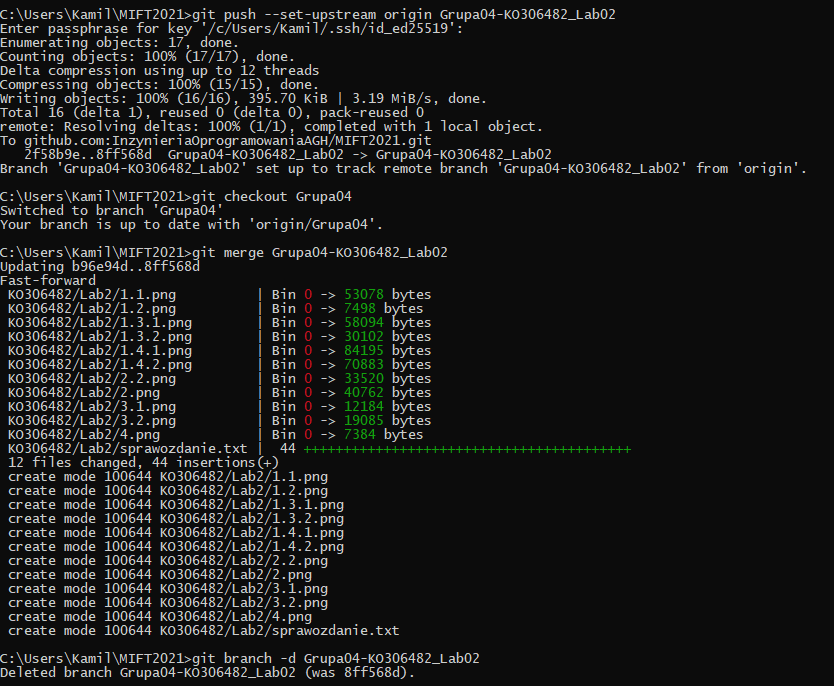 C:\Users\Kamil\MIFT2021>git push --set-upstream origin Grupa04-KO306482_Lab02
Enter passphrase for key '/c/Users/Kamil/.ssh/id_ed25519':
Enumerating objects: 17, done.
Counting objects: 100% (17/17), done.
Delta compression using up to 12 threads
Compressing objects: 100% (15/15), done.
Writing objects: 100% (16/16), 395.70 KiB | 3.19 MiB/s, done.
Total 16 (delta 1), reused 0 (delta 0), pack-reused 0
remote: Resolving deltas: 100% (1/1), completed with 1 local object.
To github.com:InzynieriaOprogramowaniaAGH/MIFT2021.git
   2f58b9e..8ff568d  Grupa04-KO306482_Lab02 -> Grupa04-KO306482_Lab02
Branch 'Grupa04-KO306482_Lab02' set up to track remote branch 'Grupa04-KO306482_Lab02' from 'origin'.
C:\Users\Kamil\MIFT2021>git checkout Grupa04
Switched to branch 'Grupa04'
Your branch is up to date with 'origin/Grupa04'.
C:\Users\Kamil\MIFT2021>git merge Grupa04-KO306482_Lab02
Updating b96e94d..8ff568d
Fast-forward
 KO306482/Lab2/1.1.png          | Bin 0 -> 53078 bytes
 KO306482/Lab2/1.2.png          | Bin 0 -> 7498 bytes
 KO306482/Lab2/1.3.1.png        | Bin 0 -> 58094 bytes
 KO306482/Lab2/1.3.2.png        | Bin 0 -> 30102 bytes
 KO306482/Lab2/1.4.1.png        | Bin 0 -> 84195 bytes
 KO306482/Lab2/1.4.2.png        | Bin 0 -> 70883 bytes
 KO306482/Lab2/2.2.png          | Bin 0 -> 33520 bytes
 KO306482/Lab2/2.png            | Bin 0 -> 40762 bytes
 KO306482/Lab2/3.1.png          | Bin 0 -> 12184 bytes
 KO306482/Lab2/3.2.png          | Bin 0 -> 19085 bytes
 KO306482/Lab2/4.png            | Bin 0 -> 7384 bytes
 KO306482/Lab2/sprawozdanie.txt |  44 +++++++++++++++++++++++++++++++++++++++++
 12 files changed, 44 insertions(+)
 create mode 100644 KO306482/Lab2/1.1.png
 create mode 100644 KO306482/Lab2/1.2.png
 create mode 100644 KO306482/Lab2/1.3.1.png
 create mode 100644 KO306482/Lab2/1.3.2.png
 create mode 100644 KO306482/Lab2/1.4.1.png
 create mode 100644 KO306482/Lab2/1.4.2.png
 create mode 100644 KO306482/Lab2/2.2.png
 create mode 100644 KO306482/Lab2/2.png
 create mode 100644 KO306482/Lab2/3.1.png
 create mode 100644 KO306482/Lab2/3.2.png
 create mode 100644 KO306482/Lab2/4.png
 create mode 100644 KO306482/Lab2/sprawozdanie.txt
C:\Users\Kamil\MIFT2021>git branch -d Grupa04-KO306482_Lab02
Deleted branch Grupa04-KO306482_Lab02 (was 8ff568d).